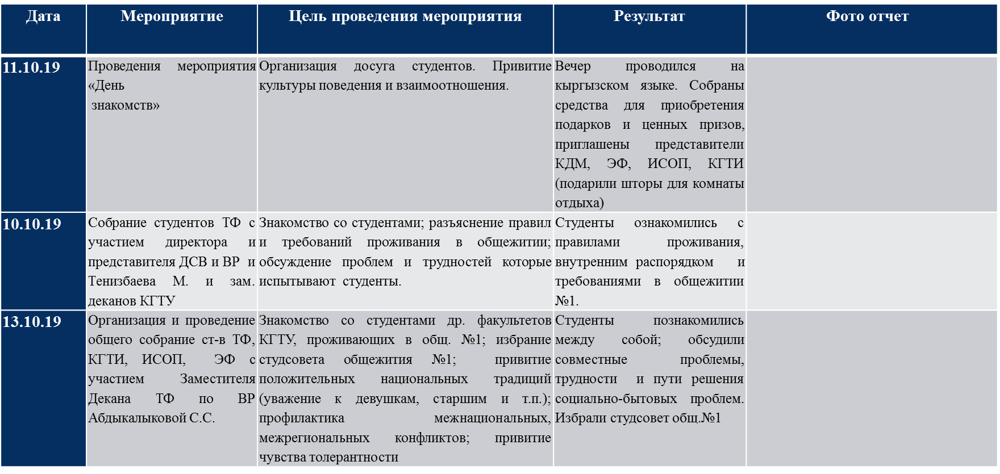 Дата
Мероприятие
Цель проведения мероприятия
Результат
Фото отчет
11.10.19
Проведения мероприятия
«День
знакомств»
Организация досуга студентов. Привитие
культуры поведения и взаимоотношения.
Вечер проводился на
кыргызском языке. Собраны
средства для приобретения
подарков и ценных призов,
приглашены представители
КДМ, ЭФ, ИСОП, КГТИ
(подарили шторы для комнаты
отдыха)
10.10.19
Собрание студентов ТФ с
участием директора и
представителя ДСВ и ВР и
Тенизбаева М. и зам.
деканов КГТУ
Знакомство со студентами; разъяснение правил
и требований проживания в общежитии;
обсуждение проблем и трудностей которые
испытывают студенты.
Студенты ознакомились с
правилами проживания,
внутренним распорядком и
требованиями в общежитии
№1.
13.10.19
Организация и проведение
общего собрание ст-в ТФ,
КГТИ, ИСОП, ЭФ с
участием Заместителя
Декана ТФ по ВР
Абдыкалыковой С.С.
Знакомство со студентами др. факультетов
КГТУ, проживающих в общ. №1; избрание
студсовета общежития №1; привитие
положительных национальных традиций
(уважение к девушкам, старшим и т.п.);
профилактика межнациональных,
межрегиональных конфликтов; привитие
чувства толерантности
Студенты познакомились
между собой; обсудили
совместные проблемы,
трудности и пути решения
социально-бытовых проблем.
Избрали студсовет общ.№1